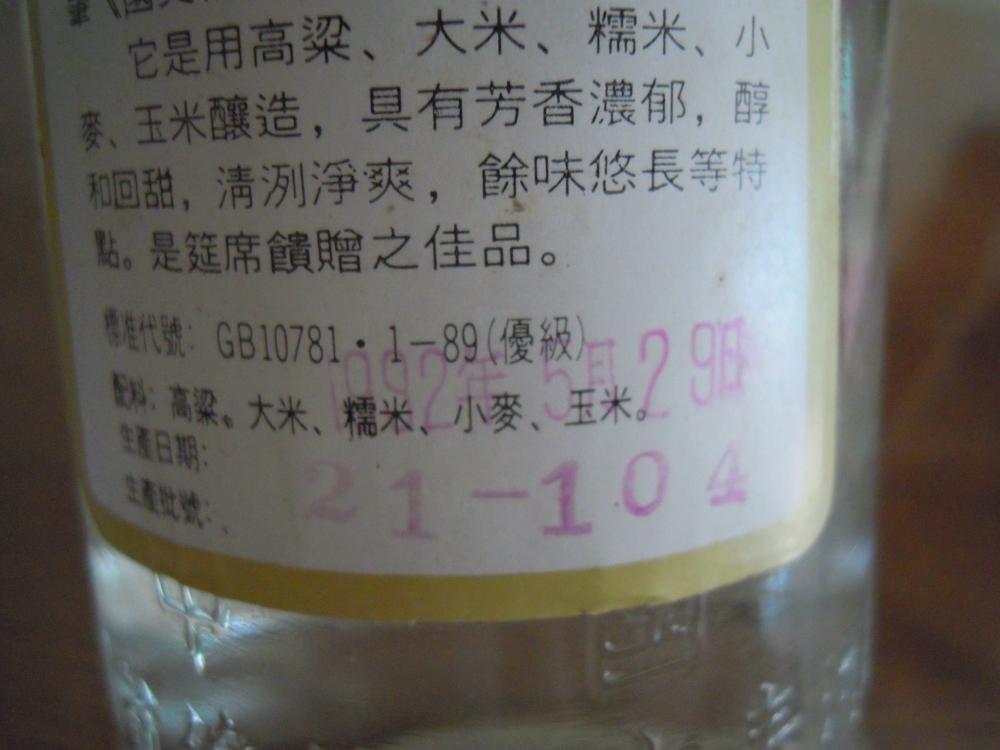 它是用高粱、大米、糯米、小
麥、玉米釀造，具有芳香濃郁，醇
和回甜，清洌淨爽，餘味悠長等特
點。是筵席饋贈之佳品。
標准代號：GB10781・1－89(優級)
1992年5月29日
配料：高粱。大米、糯米、小麥、玉米。
生產日期：
生產批號：
21－104